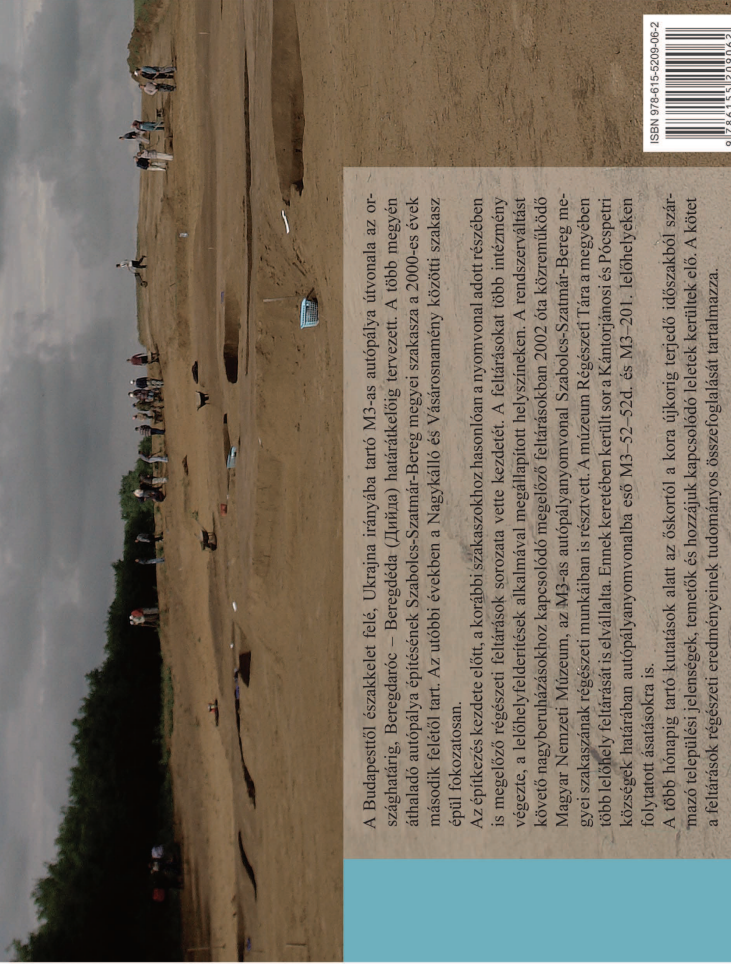 A Budapesttől északkelet felé, Ukrajna irányába tartó M3-as autópálya útvonala az or-
szághatárig, Beregdaróc – Beregdéda (Дийда) határátkelőig tervezett. A több megyén
áthaladó autópálya építésének Szabolcs-Szatmár-Bereg megyei szakasza a 2000-es évek
második felétől tart. Az utóbbi években a Nagykálló és Vásárosnamény közötti szakasz
épül fokozatosan.
Az építkezés kezdete előtt, a korábbi szakaszokhoz hasonlóan a nyomvonal adott részében
is megelőző régészeti feltárások sorozata vette kezdetét. A feltárásokat több intézmény
végezte, a lelőhelyfelderítések alkalmával megállapított helyszíneken. A rendszerváltást
követő nagyberuházásokhoz kapcsolódó megelőző feltárásokban 2002 óta közreműködő
Magyar Nemzeti Múzeum, az M3-as autópályanyomvonal Szabolcs-Szatmár-Bereg me-
gyei szakaszának régészeti munkáiban is résztvett. A múzeum Régészeti Tára a megyében
több lelőhely feltárását is elvállalta. Ennek keretében került sor a Kántorjánosi és Pócspetri
községek határában autópályanyomvonalba eső M3–52–52d. és M3–201. lelőhelyeken
folytatott ásatásokra is.
A több hónapig tartó kutatások alatt az őskortól a kora újkorig terjedő időszakból szár-
mazó települési jelenségek, temetők és hozzájuk kapcsolódó leletek kerültek elő. A kötet
a feltárások régészeti eredményeinek tudományos összefoglalását tartalmazza.
ISBN 978-615-5209-06-2
9786155209062